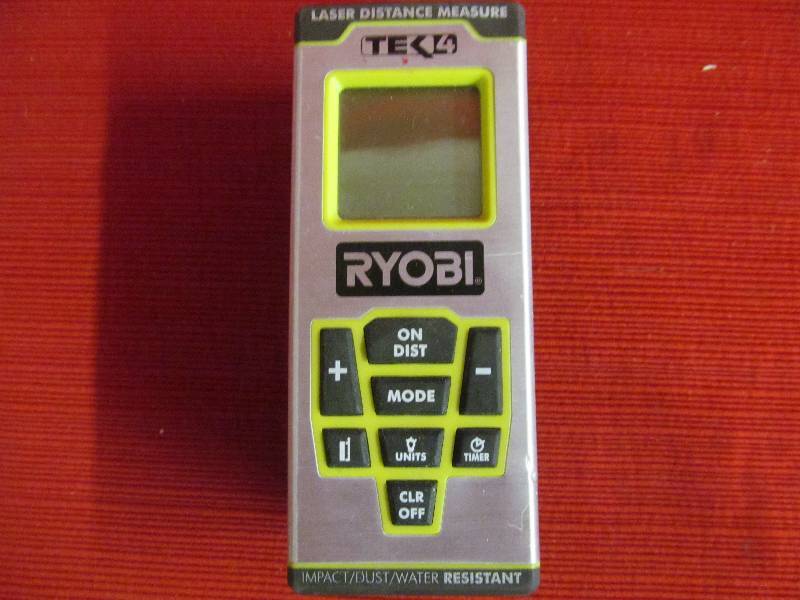 LASER DISTANCE MEASURE
TEK4
RYOBI®
ON
DIST
+
-
MODE
UNITS
TIMER
CLR
OFF
IMPACT/DUST/WATER RESISTANT